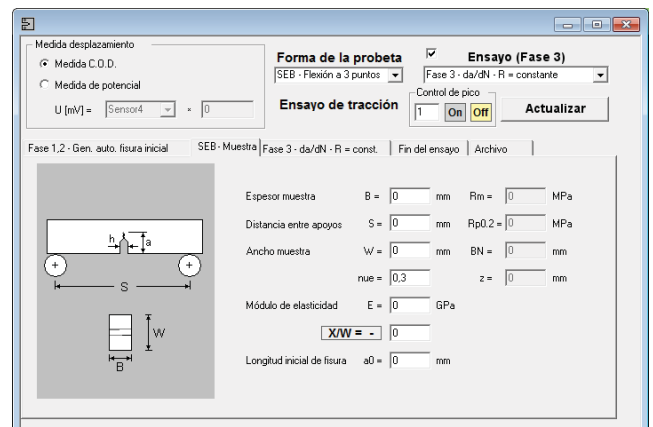 Medida desplazamiento
Medida C.O.D.
Medida de potencial
U [mV] = Sensor4 × 0
Forma de la probeta
SEB - Flexión a 3 puntos
Ensayo de tracción
Ensayo (Fase 3)
Fase 3 - da/dN - R = constante
Control de pico
1 On Off
Actualizar
Fase 1,2 - Gen. auto. fisura inicial SEB - Muestra Fase 3 - da/dN - R = const. Fin del ensayo Archivo
h a
S
W
B
Espesor muestra B = 0 mm Rm = 0 MPa
Distancia entre apoyos S = 0 mm Rp0.2 = 0 MPa
Ancho muestra W = 0 mm BN = 0 mm
nue = 0,3 z = 0 mm
Módulo de elasticidad E = 0 GPa
X/W = - 0
Longitud inicial de fisura a0 = 0 mm